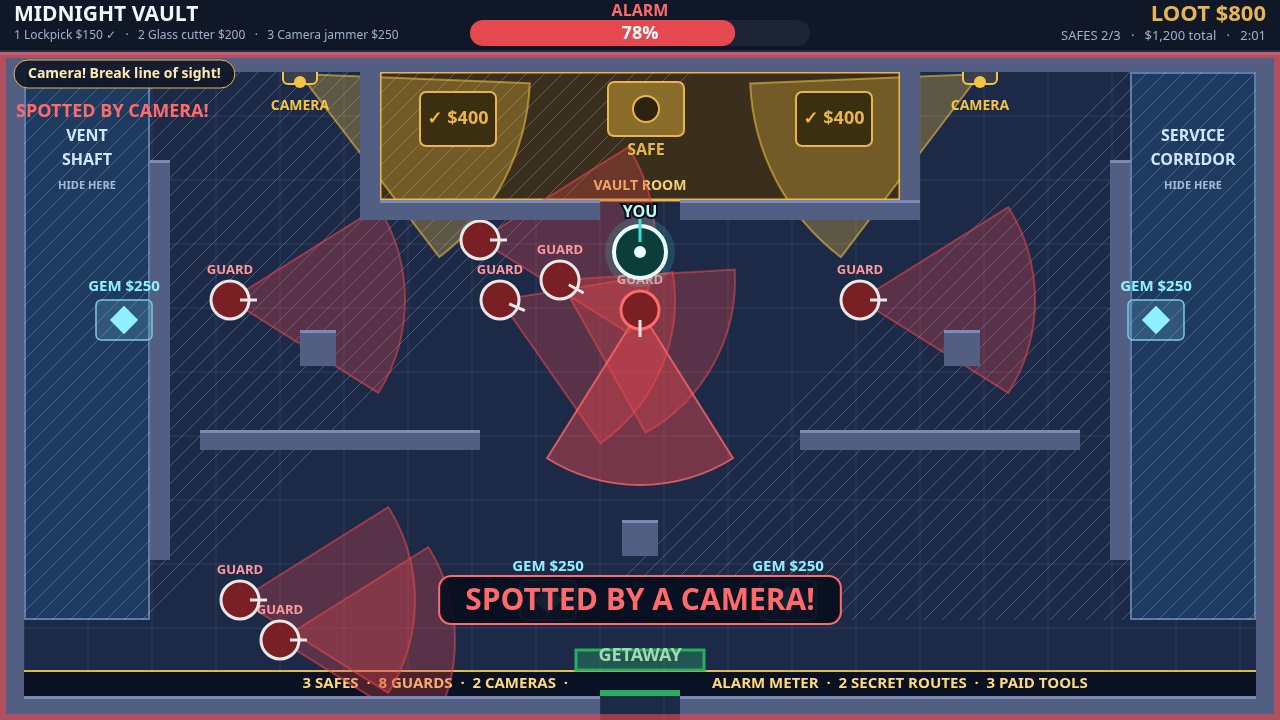 MIDNIGHT VAULT
1 Lockpick $150 ✓ · 2 Glass cutter $200 · 3 Camera jammer $250
ALARM
78%
LOOT $800
SAFES 2/3 · $1,200 total · 2:01
Camera! Break line of sight!
SPOTTED BY CAMERA!
VENT
SHAFT
HIDE HERE
CAMERA
✓ $400
SAFE
✓ $400
VAULT ROOM
CAMERA
SERVICE
CORRIDOR
HIDE HERE
YOU
GUARD
GUARD
GUARD
GUARD
GUARD
GEM $250
GEM $250
GEM $250
GEM $250
GUARD
GUARD
SPOTTED BY A CAMERA!
GETAWAY
3 SAFES · 8 GUARDS · 2 CAMERAS ·
ALARM METER · 2 SECRET ROUTES · 3 PAID TOOLS